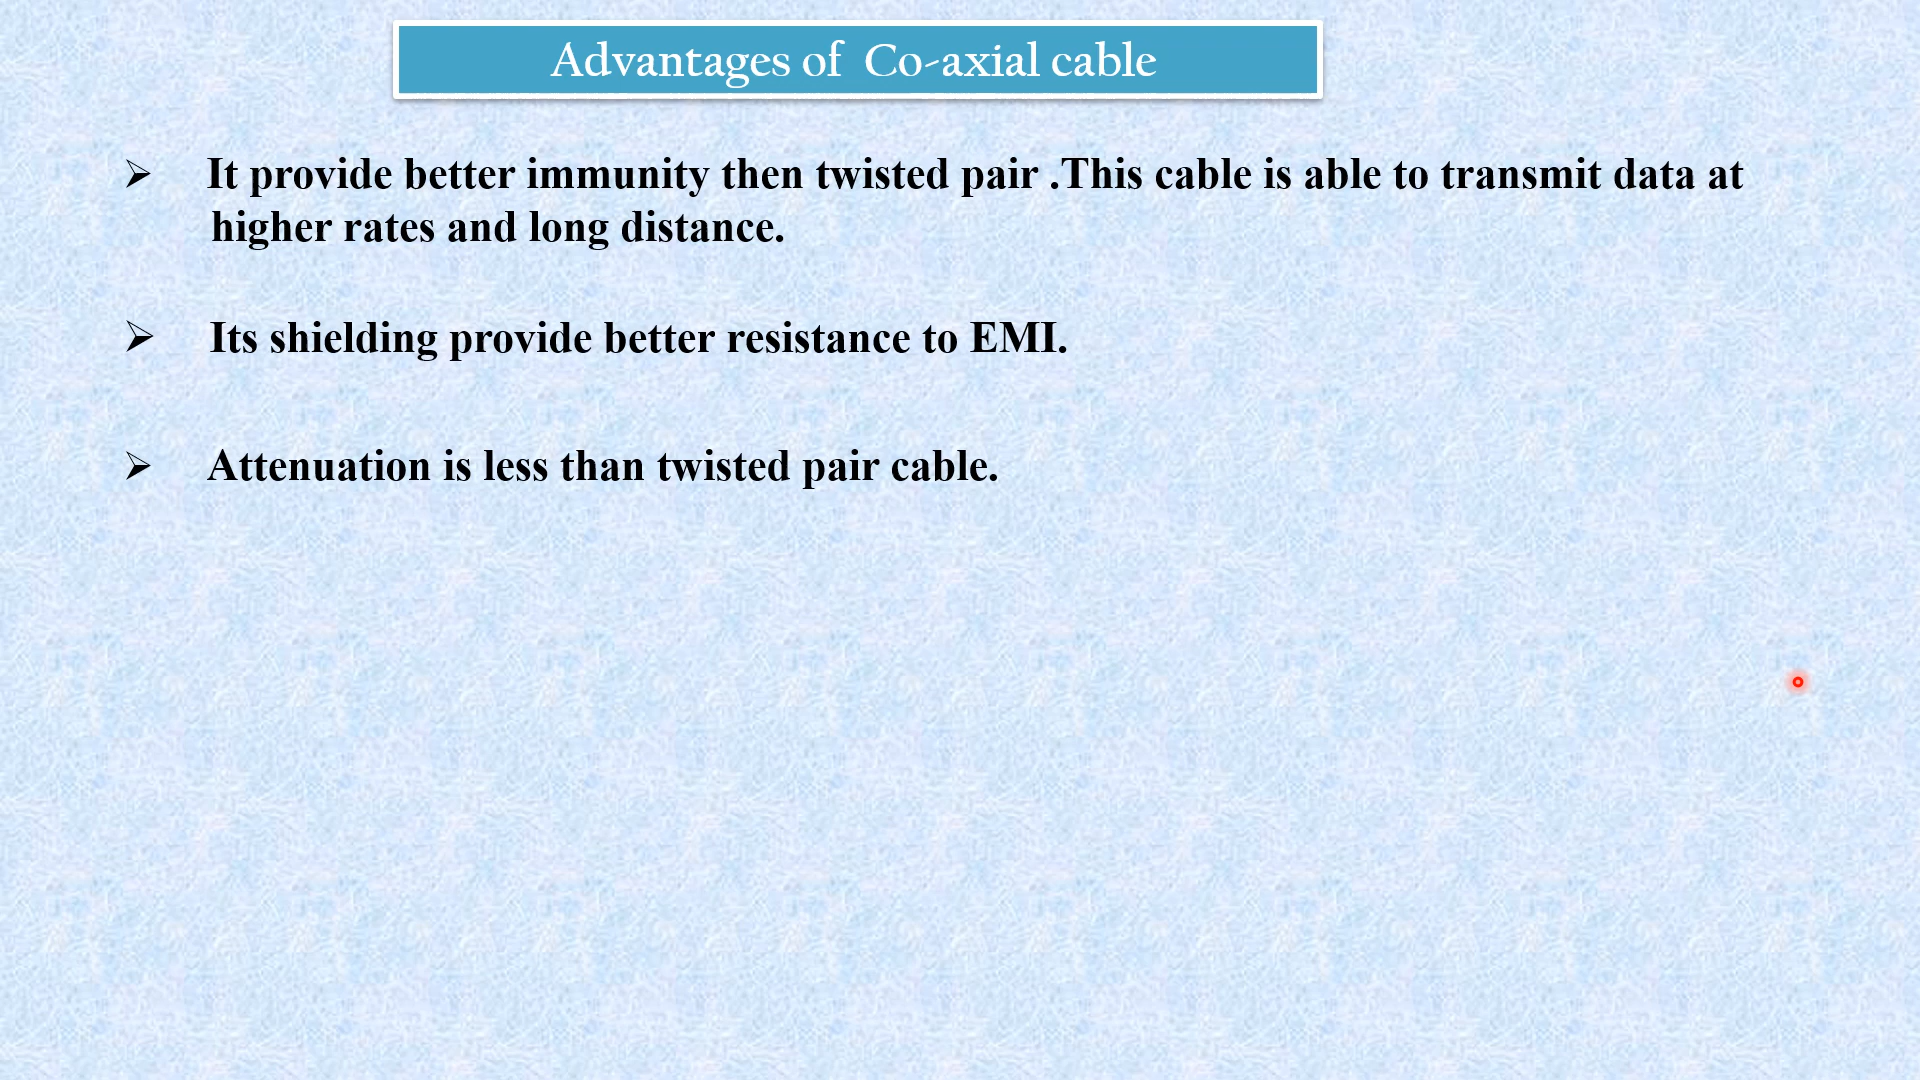 Advantages of Co-axial cable
➢ It provide better immunity then twisted pair .This cable is able to transmit data at
higher rates and long distance.
➢ Its shielding provide better resistance to EMI.
➢ Attenuation is less than twisted pair cable.